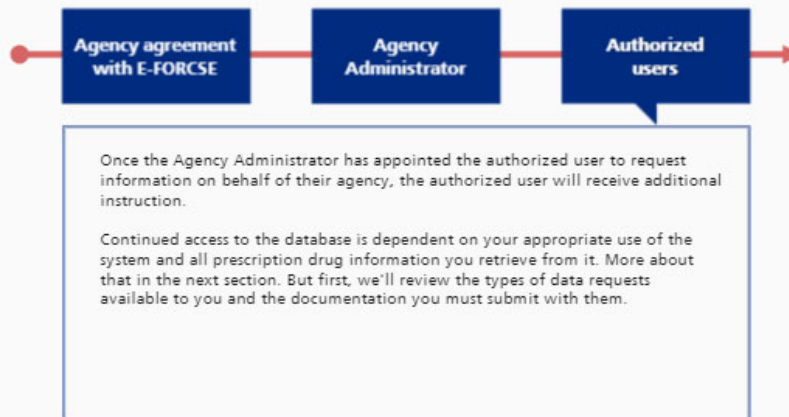 Agency agreement
with E-FORCSE
Agency
Administrator
Authorized
users
Once the Agency Administrator has appointed the authorized user to request
information on behalf of their agency, the authorized user will receive additional
instruction.
Continued access to the database is dependent on your appropriate use of the
system and all prescription drug information you retrieve from it. More about
that in the next section. But first, we'll review the types of data requests
available to you and the documentation you must submit with them.